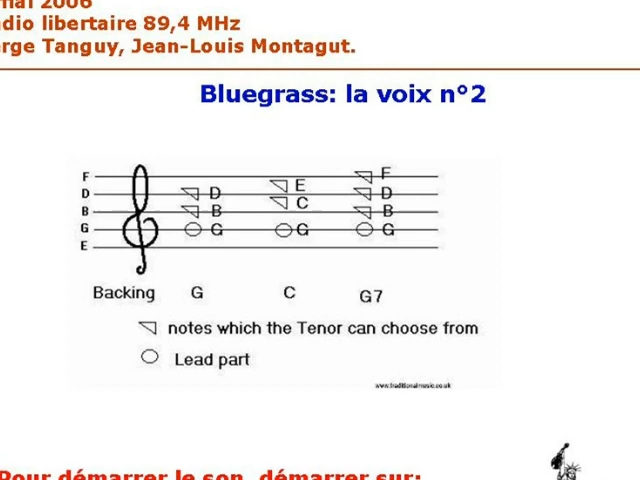 mai 2006
dio libertaire 89,4 MHz
rge Tanguy, Jean-Louis Montagut.
Bluegrass: la voix n°2
F F
D D E D
B B C B
G G G G
E
Backing G C G7
notes which the Tenor can choose from
Lead part
www.traditionalmusic.co.uk
Pour démarrer le son, démarrer sur: